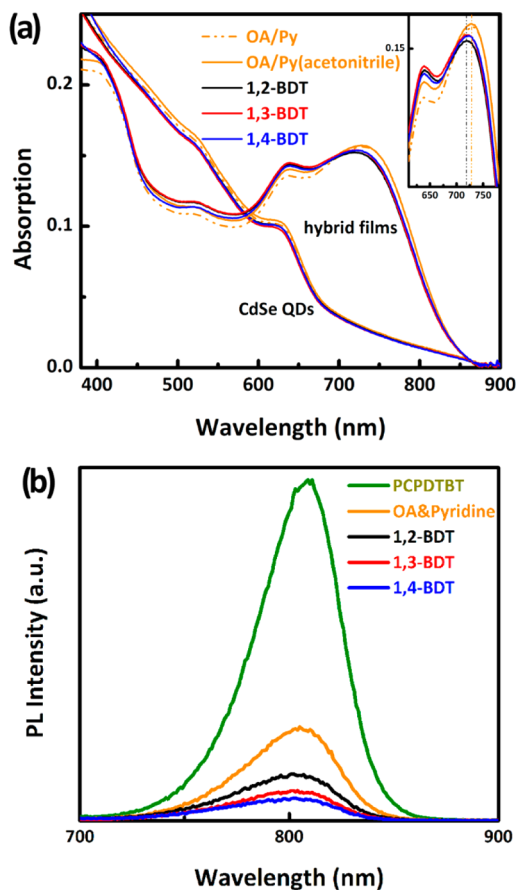 (a)
OA/Py
OA/Py(acetonitrile)
1,2-BDT
1,3-BDT
1,4-BDT
0.15
650 700 750
0.2
0.1
0.0
Absorption
hybrid films
CdSe QDs
400 500 600 700 800 900
Wavelength (nm)
(b)
PCPDTBT
OA&Pyridine
1,2-BDT
1,3-BDT
1,4-BDT
PL Intensity (a.u.)
700 800 900
Wavelength (nm)